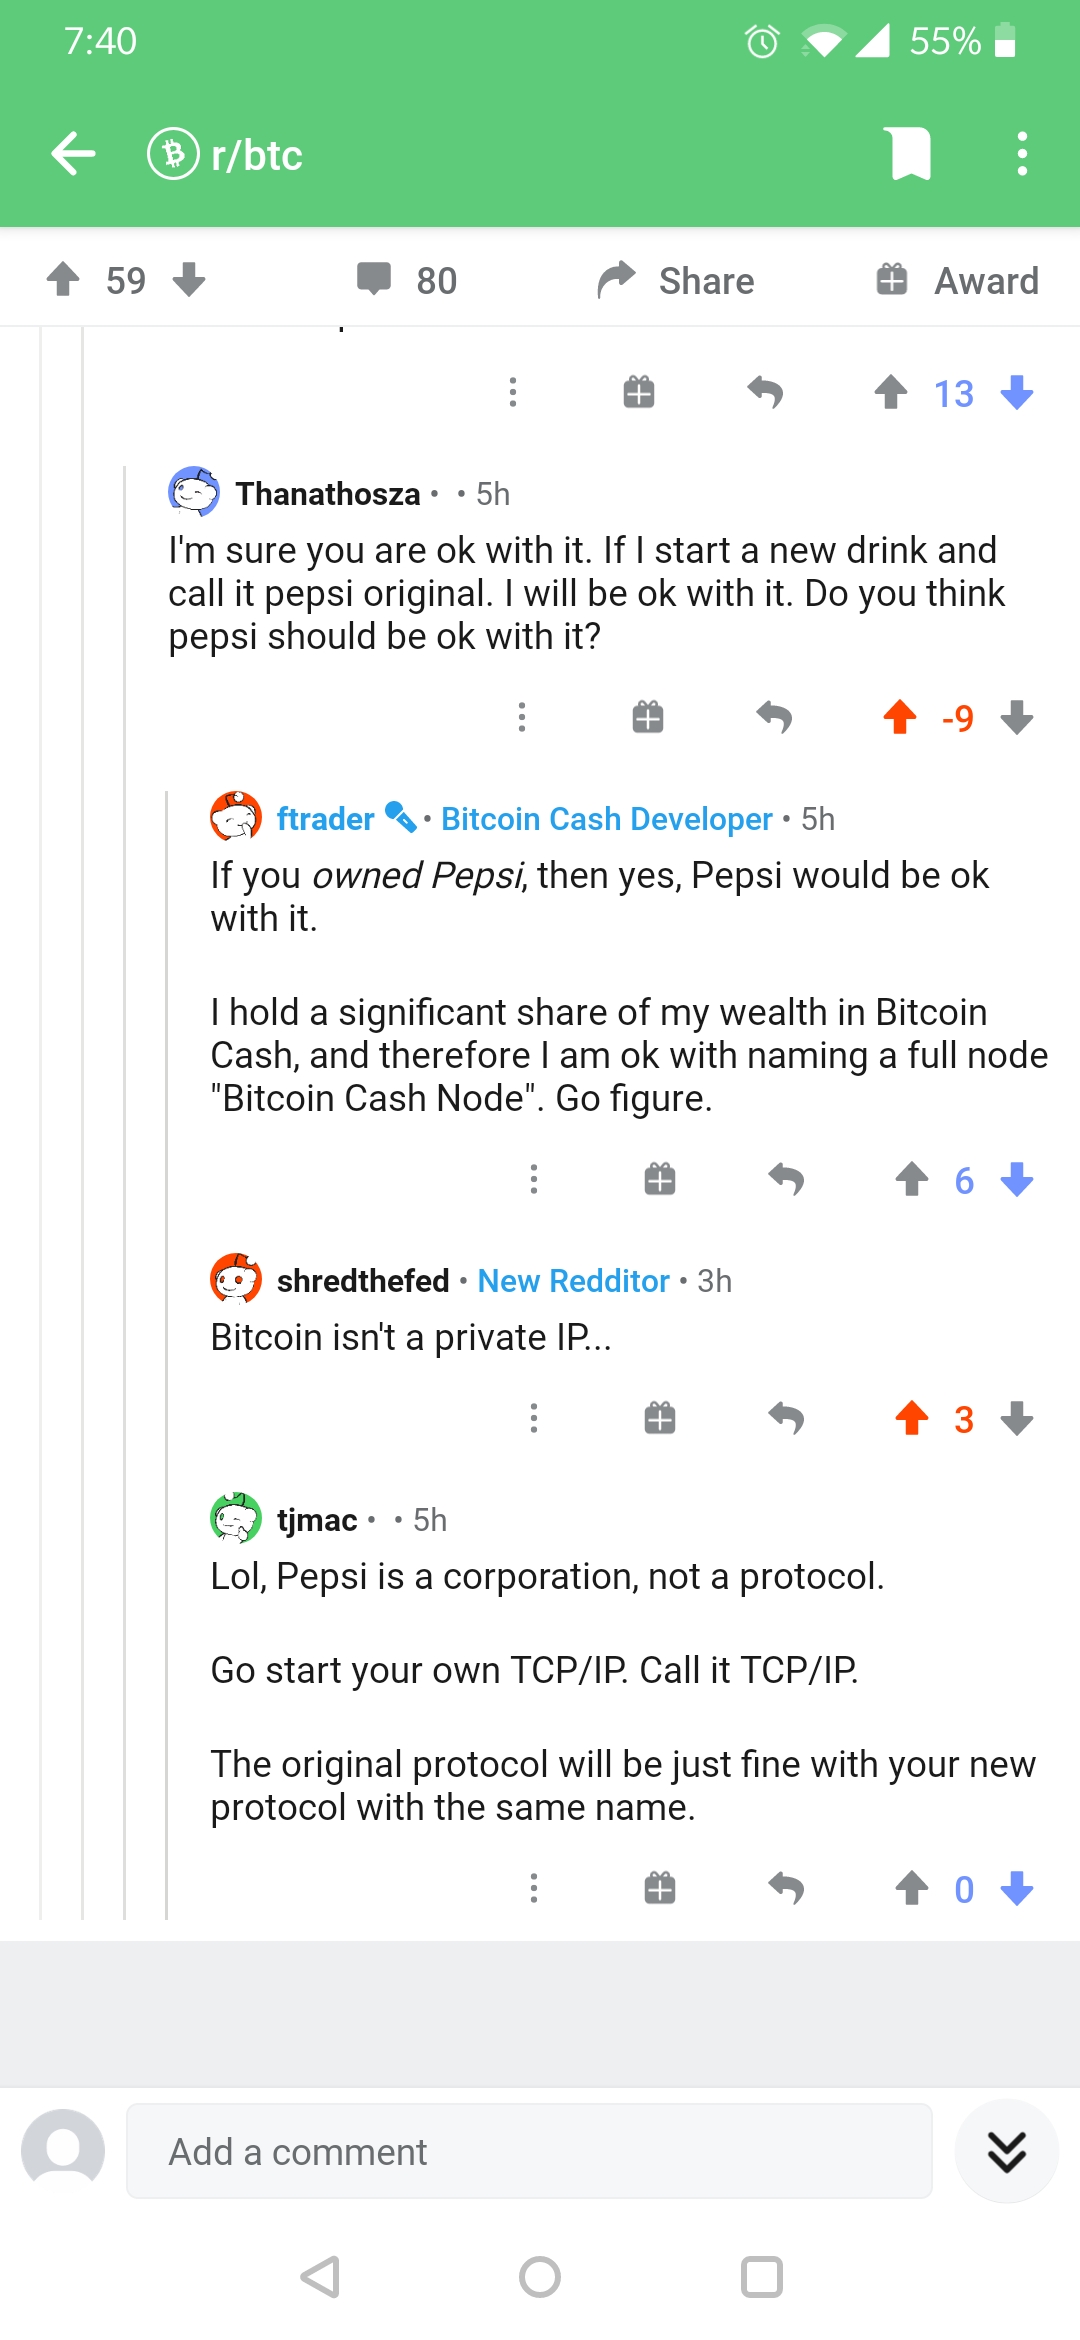 7:40
55%
r/btc
59
80
Share
Award
13
Thanathosza • • 5h
I'm sure you are ok with it. If I start a new drink and
call it pepsi original. I will be ok with it. Do you think
pepsi should be ok with it?
-9
ftrader • Bitcoin Cash Developer • 5h
If you owned Pepsi, then yes, Pepsi would be ok
with it.
I hold a significant share of my wealth in Bitcoin
Cash, and therefore I am ok with naming a full node
"Bitcoin Cash Node". Go figure.
6
shredthefed • New Redditor • 3h
Bitcoin isn't a private IP...
3
tjmac • • 5h
Lol, Pepsi is a corporation, not a protocol.
Go start your own TCP/IP. Call it TCP/IP.
The original protocol will be just fine with your new
protocol with the same name.
0
Add a comment